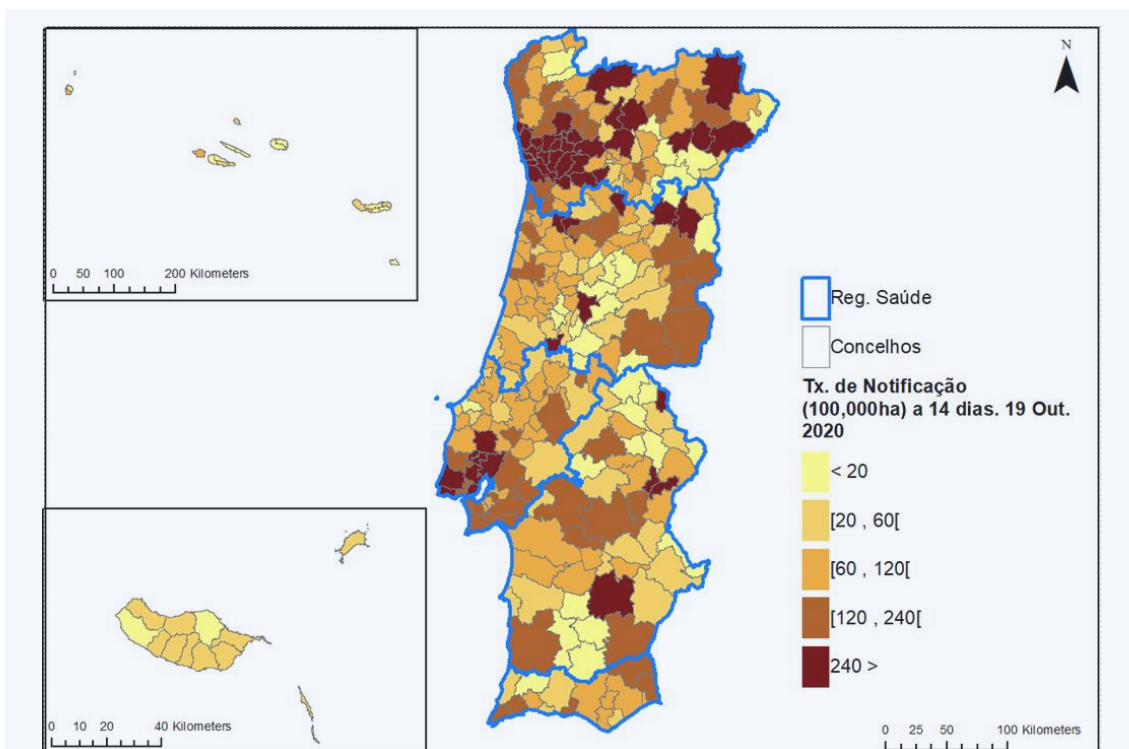 N
0 50 100 200 Kilometers
Reg. Saúde
Concelhos
Tx. de Notificação
(100,000ha) a 14 dias. 19 Out.
2020
< 20
[20 , 60[
[60 , 120[
[120 , 240[
240 >
0 10 20 40 Kilometers
0 25 50 100 Kilometers